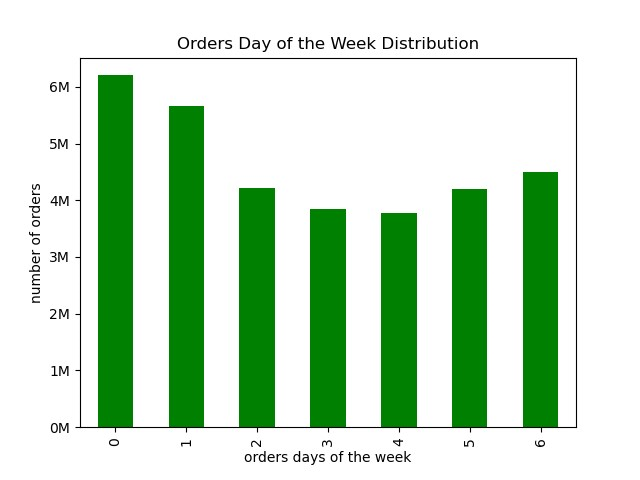 Orders Day of the Week Distribution
number of orders
6M
5M
4M
3M
2M
1M
0M
0 1 2 3 4 5 6
orders days of the week